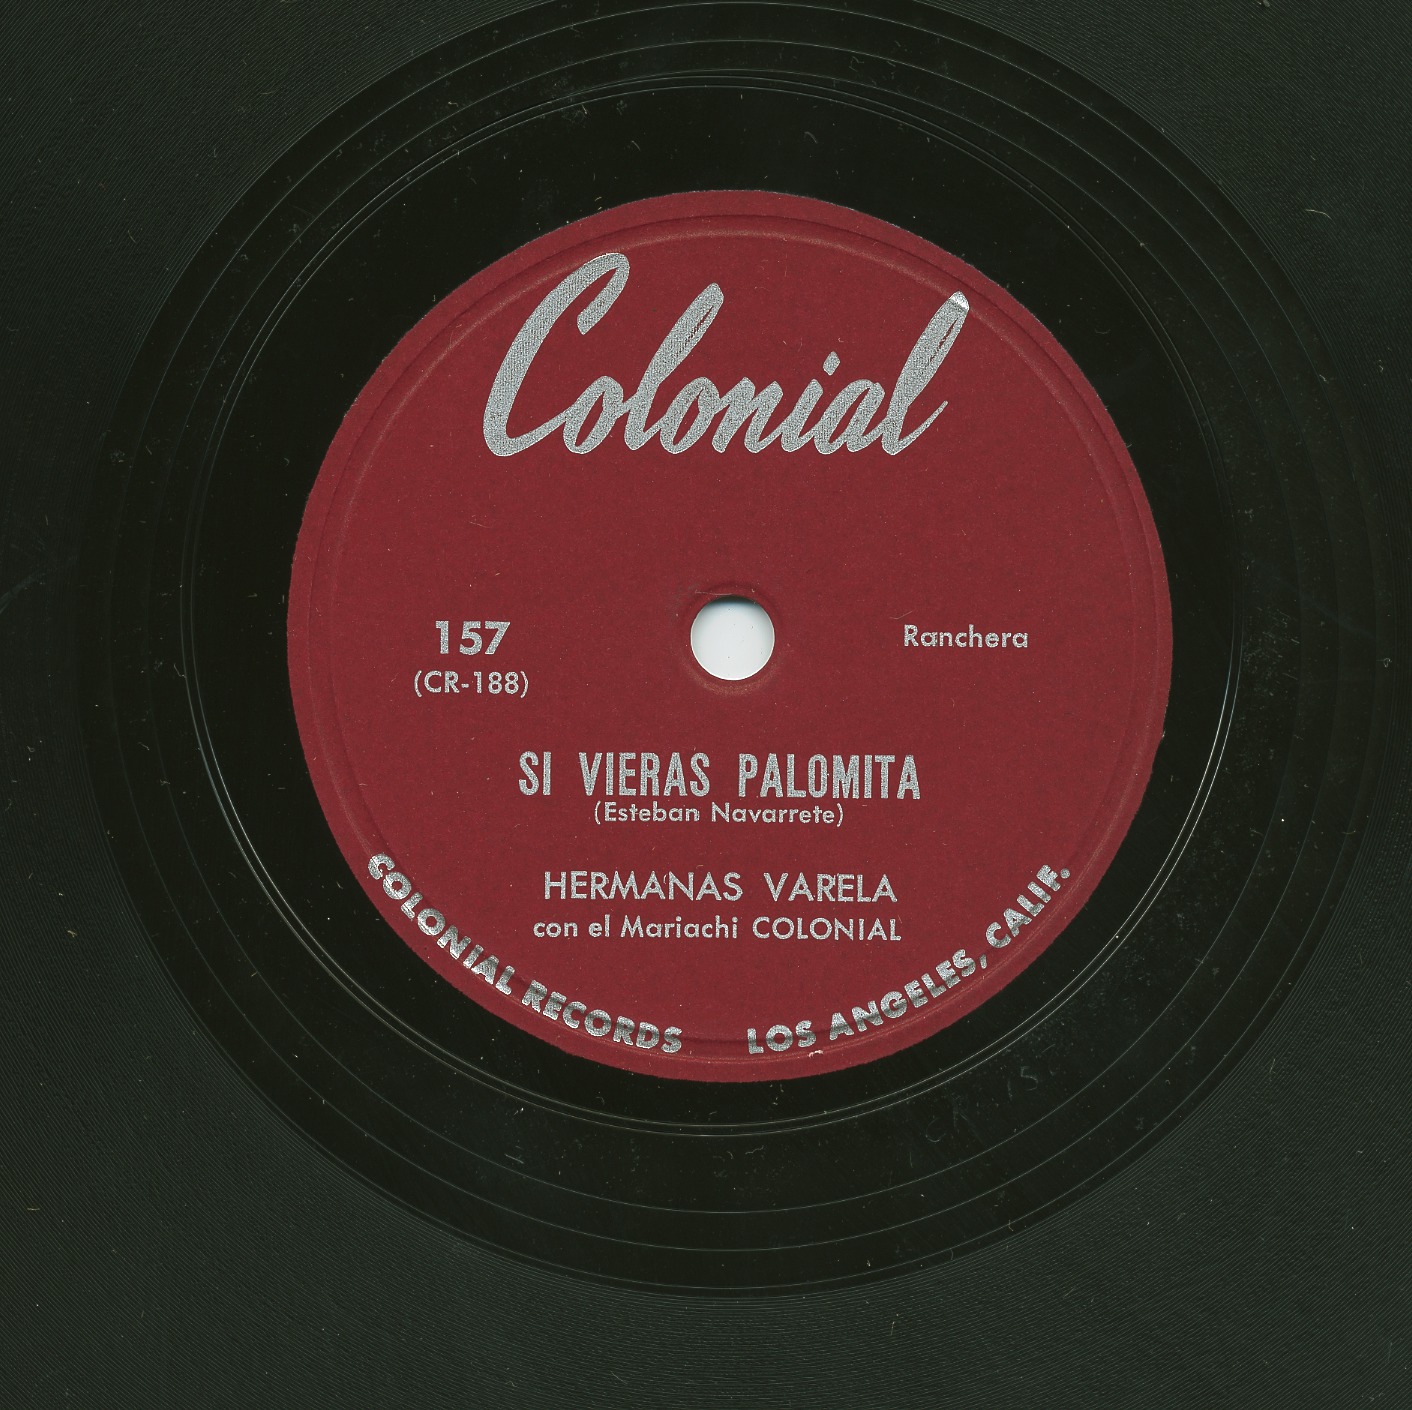 Colonial
157
(CR-188)
Ranchera
SI VIERAS PALOMITA
(Esteban Navarrete)
HERMANAS VARELA
con el Mariachi COLONIAL
COLONIAL RECORDS LOS ANGELES, CALIF.